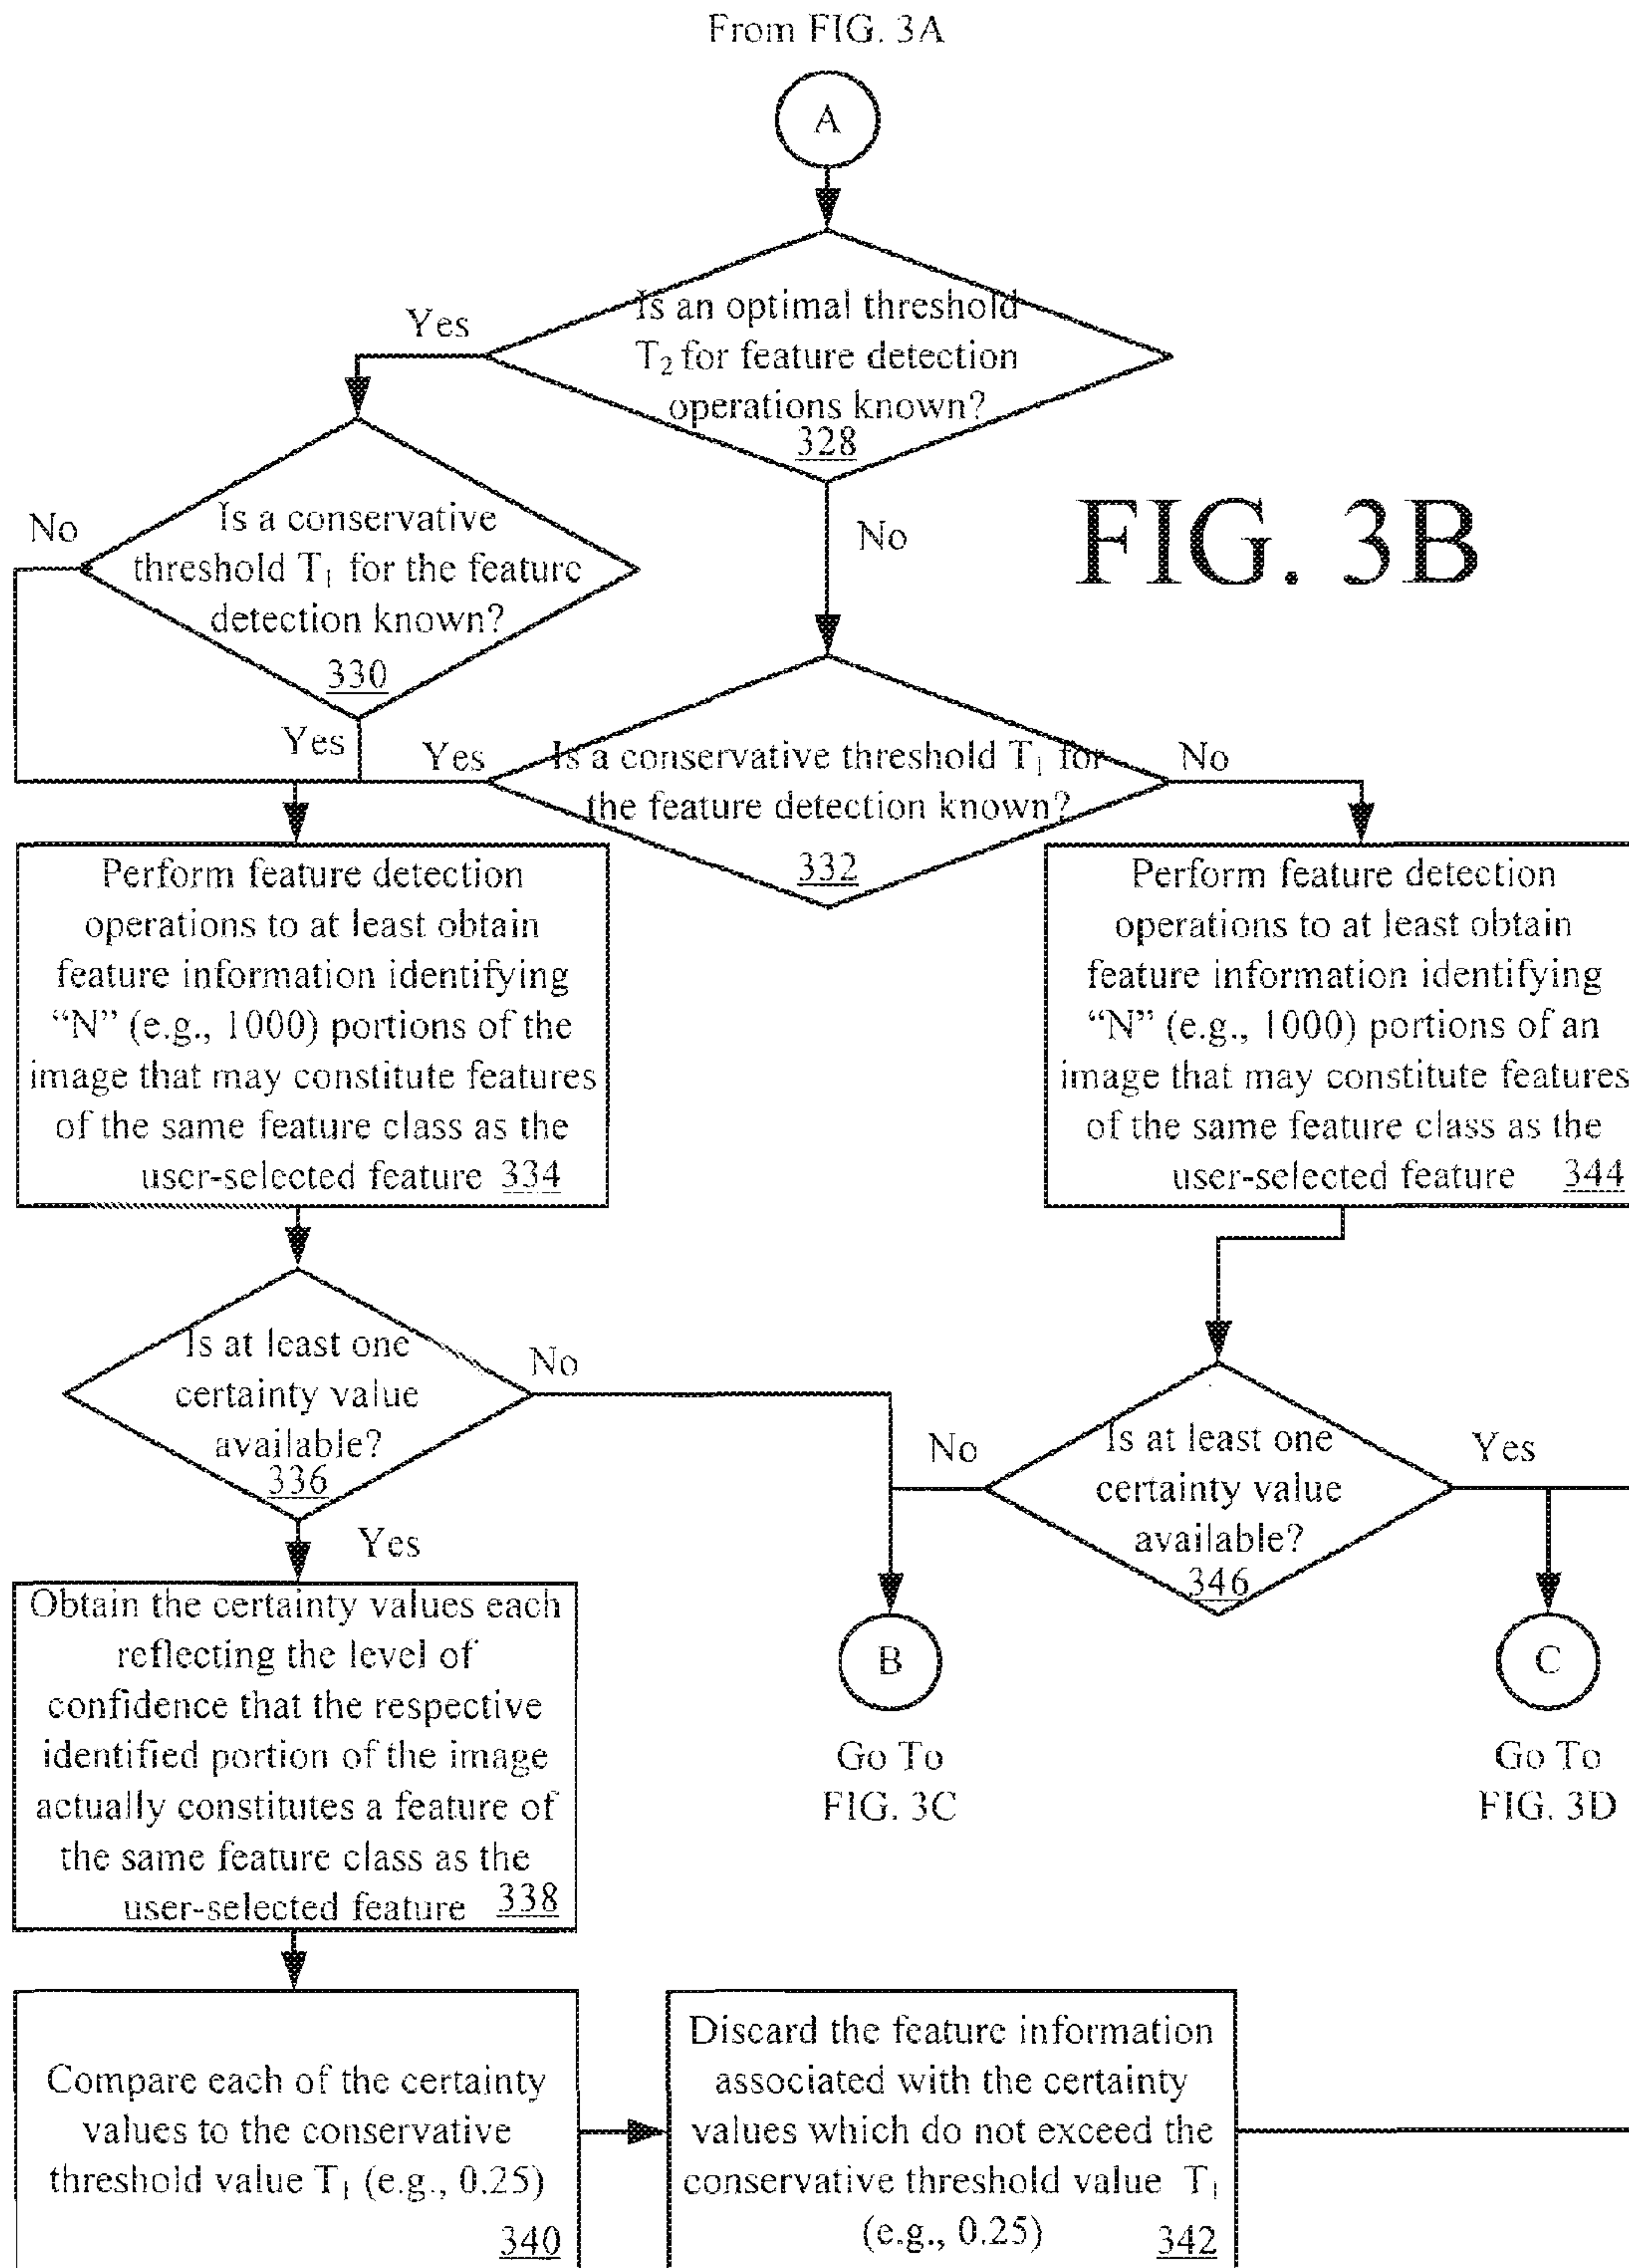 From FIG. 3A
A
Is an optimal threshold
T2 for feature detection
operations known?
328
Yes
No
FIG. 3B
Is a conservative
threshold T1 for the feature
detection known?
330
No
Yes
Is a conservative threshold T1 for
the feature detection known?
332
Yes
No
Perform feature detection
operations to at least obtain
feature information identifying
“N” (e.g., 1000) portions of the
image that may constitute features
of the same feature class as the
user-selected feature 334
Perform feature detection
operations to at least obtain
feature information identifying
“N” (e.g., 1000) portions of an
image that may constitute features
of the same feature class as the
user-selected feature 344
Is at least one
certainty value
available?
336
No
Yes
Is at least one
certainty value
available?
346
No
Yes
B
Go To
FIG. 3C
C
Go To
FIG. 3D
Obtain the certainty values each
reflecting the level of
confidence that the respective
identified portion of the image
actually constitutes a feature of
the same feature class as the
user-selected feature 338
Compare each of the certainty
values to the conservative
threshold value T1 (e.g., 0.25)
340
Discard the feature information
associated with the certainty
values which do not exceed the
conservative threshold value T1
(e.g., 0.25) 342